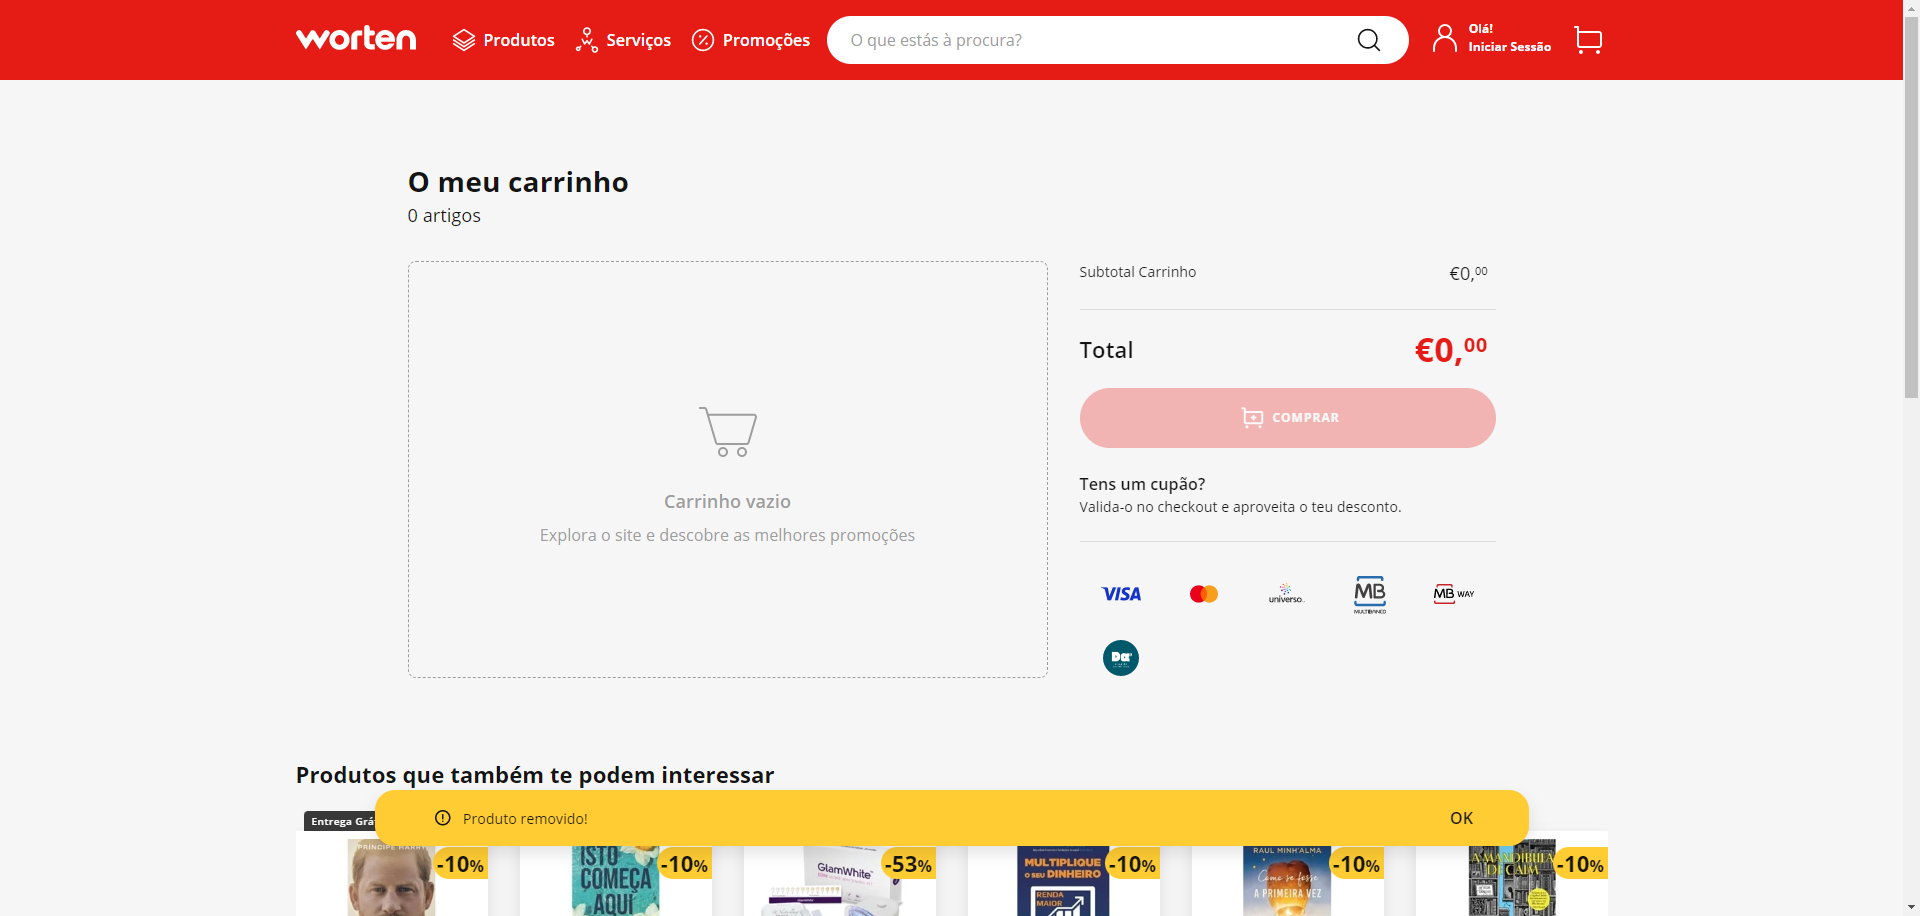 worten
Produtos
Serviços
Promoções
O que estás à procura?
Olá!
Iniciar Sessão
O meu carrinho
0 artigos
Carrinho vazio
Explora o site e descobre as melhores promoções
Subtotal Carrinho
€0,00
Total
€0,00
COMPRAR
Tens um cupão?
Valida-o no checkout e aproveita o teu desconto.
VISA
universo
MB
MULTIBANCO
MB WAY
Da
Produtos que também te podem interessar
Produto removido!
OK
Entrega Grá
PRÍNCIPE HARRY
-10%
ISTO
COMEÇA
AQUI
-10%
GlamWhite
-53%
MULTIPLIQUE
O SEU DINHEIRO
RENDA
MAIOR
-10%
RAUL MINH'ALMA
Como se fosse
A PRIMEIRA VEZ
-10%
A MANDÍBULA
DE CAIM
-10%